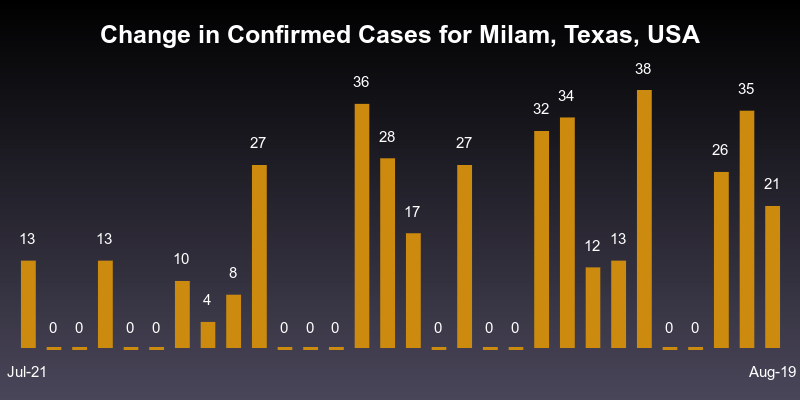 Change in Confirmed Cases for Milam, Texas, USA
13 0 0 13 0 0 10 4 8 27 0 0 0 36 28 17 0 27 0 0 32 34 12 13 38 0 0 26 35 21
Jul-21 Aug-19